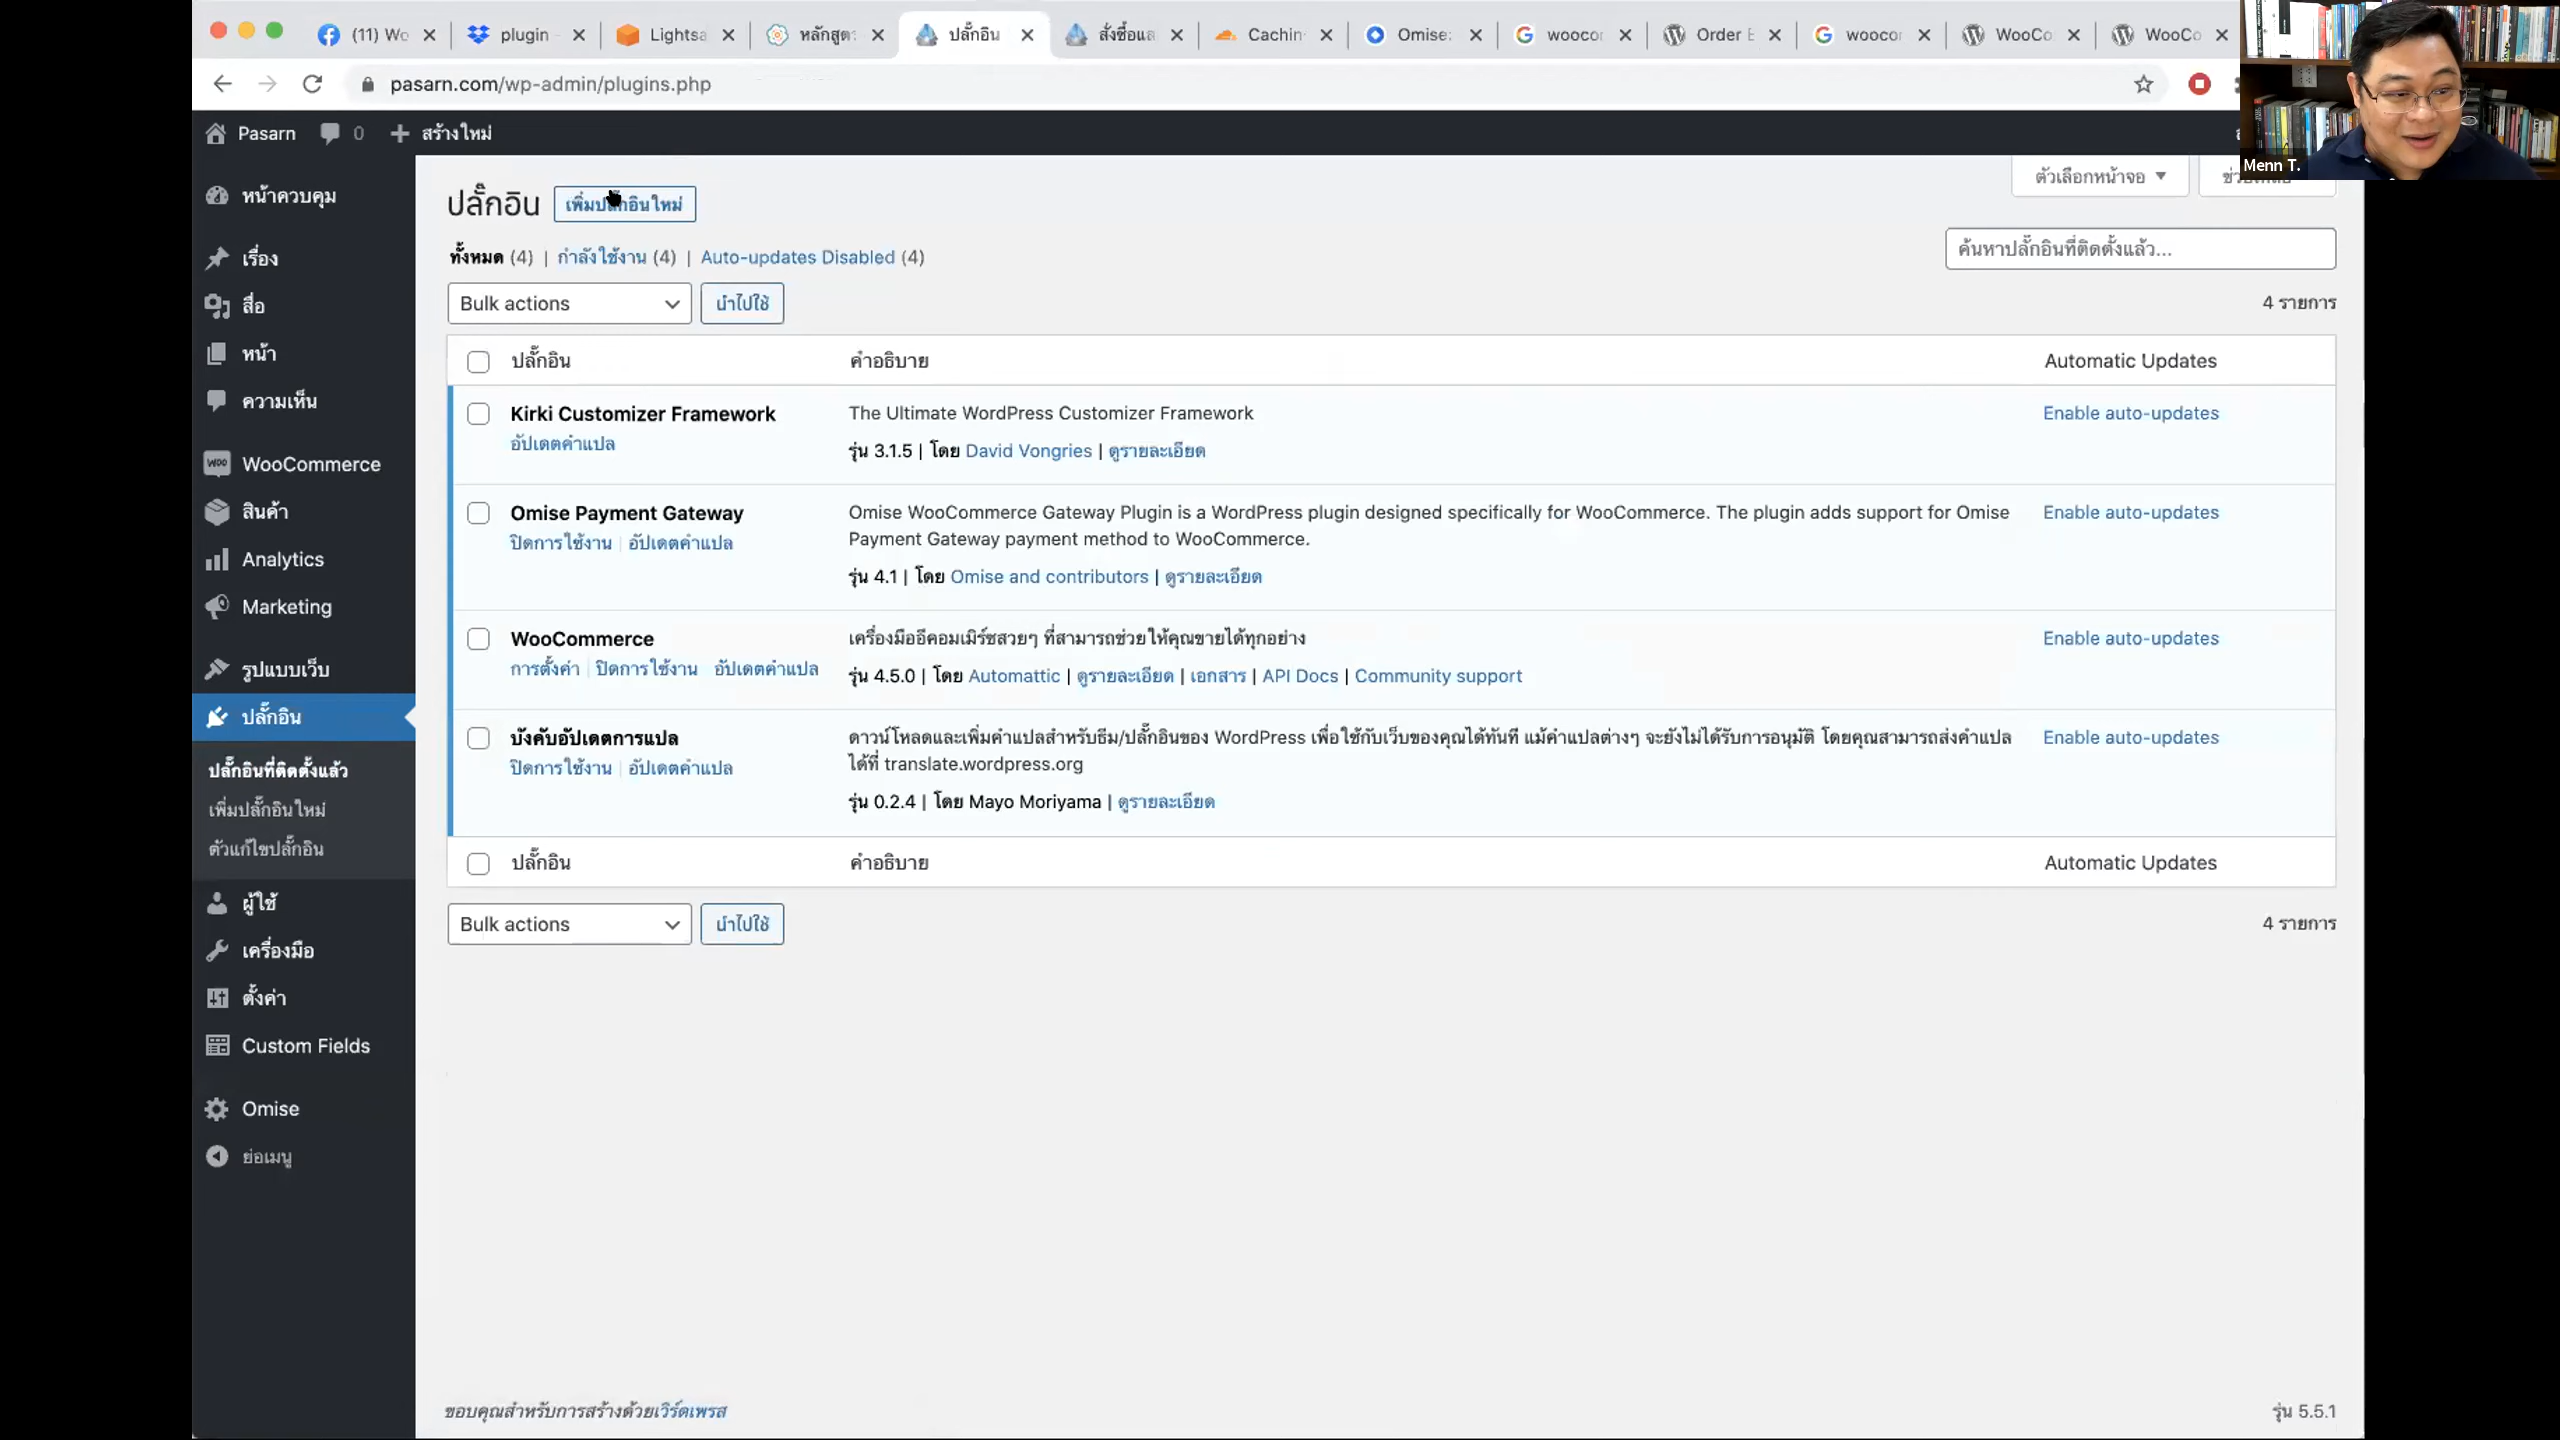 (11) Wo
plugin
Lightsa
หลักสูตร
ปลั๊กอิน
สั่งซื้อแล
Cachin
Omise:
woocor
Order E
woocor
WooCo
WooCo
pasarn.com/wp-admin/plugins.php
Menn T.
Pasarn 0 สร้างใหม่
หน้าควบคุม
เรื่อง
สื่อ
หน้า
ความเห็น
WooCommerce
สินค้า
Analytics
Marketing
รูปแบบเว็บ
ปลั๊กอิน
ปลั๊กอินที่ติดตั้งแล้ว
เพิ่มปลั๊กอินใหม่
ตัวแก้ไขปลั๊กอิน
ผู้ใช้
เครื่องมือ
ตั้งค่า
Custom Fields
Omise
ย่อเมนู
ปลั๊กอิน เพิ่มปลั๊กอินใหม่
ตัวเลือกหน้าจอ
ทั้งหมด (4) | กำลังใช้งาน (4) | Auto-updates Disabled (4)
ค้นหาปลั๊กอินที่ติดตั้งแล้ว...
Bulk actions นำไปใช้
4 รายการ
ปลั๊กอิน คำอธิบาย Automatic Updates
Kirki Customizer Framework The Ultimate WordPress Customizer Framework Enable auto-updates
อัปเดตคำแปล
รุ่น 3.1.5 | โดย David Vongries | ดูรายละเอียด
Omise Payment Gateway Omise WooCommerce Gateway Plugin is a WordPress plugin designed specifically for WooCommerce. The plugin adds support for Omise Enable auto-updates
ปิดการใช้งาน | อัปเดตคำแปล Payment Gateway payment method to WooCommerce.
รุ่น 4.1 | โดย Omise and contributors | ดูรายละเอียด
WooCommerce เครื่องมืออีคอมเมิร์ซสวยๆ ที่สามารถช่วยให้คุณขายได้ทุกอย่าง Enable auto-updates
การตั้งค่า | ปิดการใช้งาน อัปเดตคำแปล รุ่น 4.5.0 | โดย Automattic | ดูรายละเอียด | เอกสาร | API Docs | Community support
บังคับอัปเดตการแปล ดาวน์โหลดและเพิ่มคำแปลสำหรับธีม/ปลั๊กอินของ WordPress เพื่อใช้กับเว็บของคุณได้ทันที แม้คำแปลต่างๆ จะยังไม่ได้รับการอนุมัติ โดยคุณสามารถส่งคำแปล Enable auto-updates
ปิดการใช้งาน | อัปเดตคำแปล ได้ที่ translate.wordpress.org
รุ่น 0.2.4 | โดย Mayo Moriyama | ดูรายละเอียด
ปลั๊กอิน คำอธิบาย Automatic Updates
Bulk actions นำไปใช้
4 รายการ
ขอบคุณสำหรับการสร้างด้วยเวิร์ดเพรส
รุ่น 5.5.1